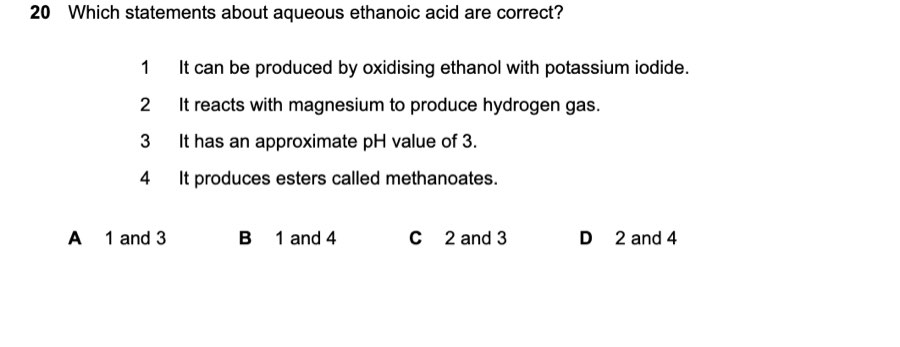 20 Which statements about aqueous ethanoic acid are correct?
1 It can be produced by oxidising ethanol with potassium iodide.
2 It reacts with magnesium to produce hydrogen gas.
3 It has an approximate pH value of 3.
4 It produces esters called methanoates.
A 1 and 3 B 1 and 4 C 2 and 3 D 2 and 4